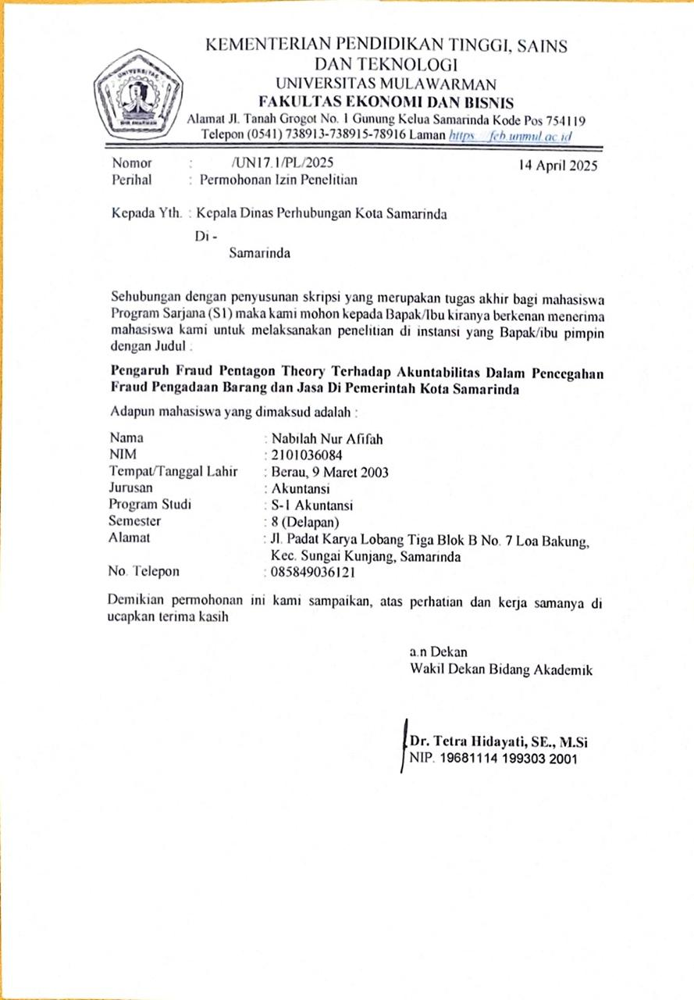 UNIVERSITAS
MULAWARMAN
KEMENTERIAN PENDIDIKAN TINGGI, SAINS
DAN TEKNOLOGI
UNIVERSITAS MULAWARMAN
FAKULTAS EKONOMI DAN BISNIS
Alamat Jl. Tanah Grogot No. 1 Gunung Kelua Samarinda Kode Pos 754119
Telepon (0541) 738913-738915-78916 Laman https feb.unmul.ac.id
Nomor : /UN17.1/PL/2025 14 April 2025
Perihal : Permohonan Izin Penelitian
Kepada Yth. : Kepala Dinas Perhubungan Kota Samarinda
Di -
Samarinda
Sehubungan dengan penyusunan skripsi yang merupakan tugas akhir bagi mahasiswa
Program Sarjana (S1) maka kami mohon kepada Bapak/Ibu kiranya berkenan menerima
mahasiswa kami untuk melaksanakan penelitian di instansi yang Bapak/ibu pimpin
dengan Judul :
Pengaruh Fraud Pentagon Theory Terhadap Akuntabilitas Dalam Pencegahan
Fraud Pengadaan Barang dan Jasa Di Pemerintah Kota Samarinda
Adapun mahasiswa yang dimaksud adalah :
Nama : Nabilah Nur Afifah
NIM : 2101036084
Tempat/Tanggal Lahir : Berau, 9 Maret 2003
Jurusan : Akuntansi
Program Studi : S-1 Akuntansi
Semester : 8 (Delapan)
Alamat : Jl. Padat Karya Lobang Tiga Blok B No. 7 Loa Bakung,
Kec. Sungai Kunjang, Samarinda
No. Telepon : 085849036121
Demikian permohonan ini kami sampaikan, atas perhatian dan kerja samanya di
ucapkan terima kasih
a.n Dekan
Wakil Dekan Bidang Akademik
Dr. Tetra Hidayati, SE., M.Si
NIP. 19681114 199303 2001